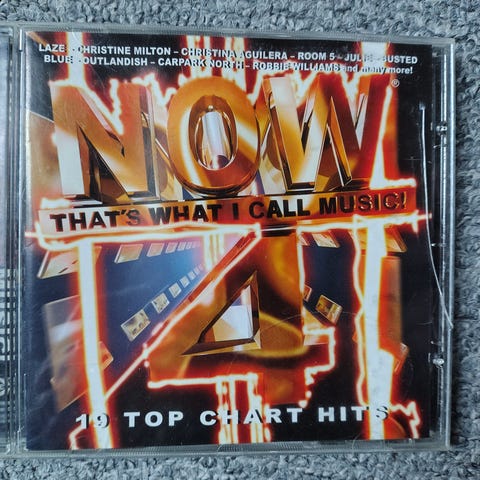 LAZE - CHRISTINE MILTON - CHRISTINA AGUILERA - ROOM 5 - JULIE - BUSTED
BLUE - OUTLANDISH - CARPARK NORTH - ROBBIE WILLIAMS and many more!
NOW®
THAT'S WHAT I CALL MUSIC!
4
19 TOP CHART HITS